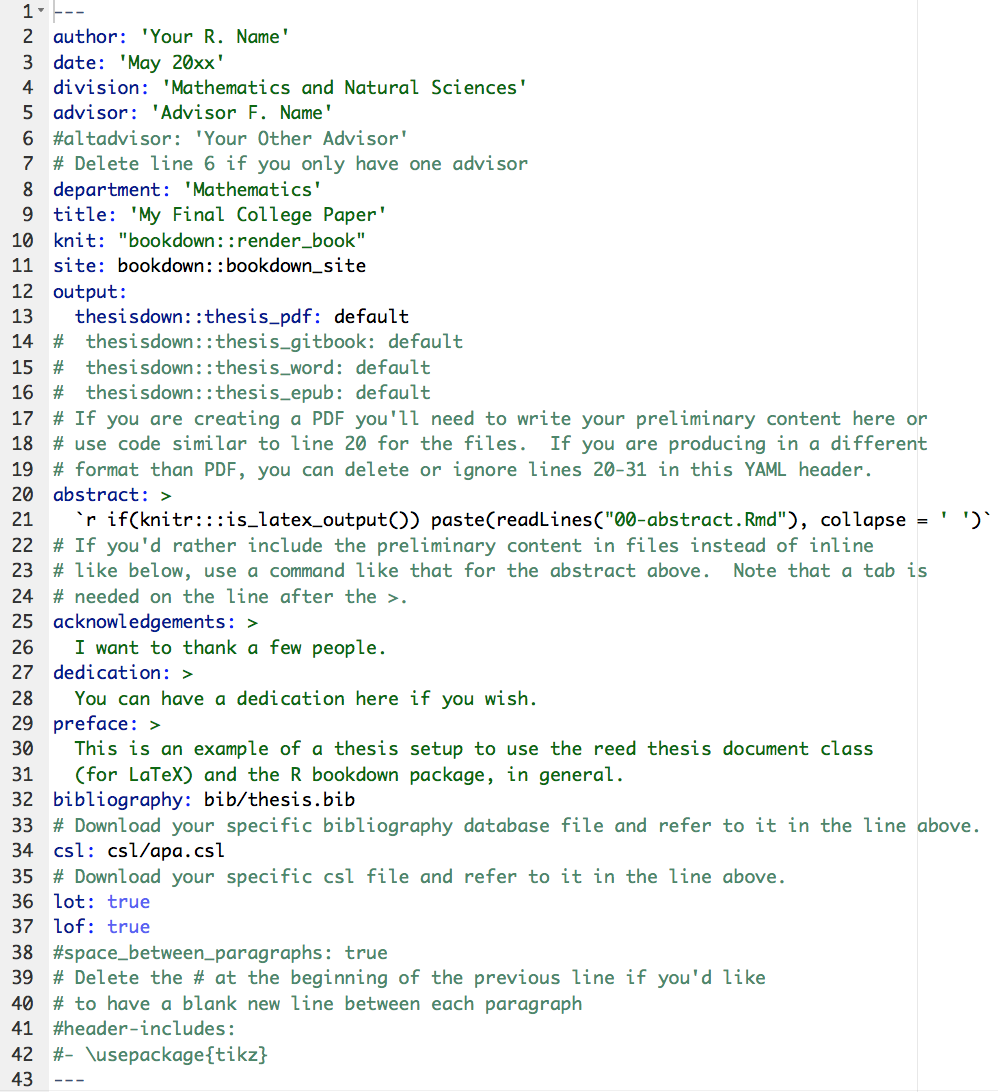 1 ---
2 author: 'Your R. Name'
3 date: 'May 20xx'
4 division: 'Mathematics and Natural Sciences'
5 advisor: 'Advisor F. Name'
6 #altadvisor: 'Your Other Advisor'
7 # Delete line 6 if you only have one advisor
8 department: 'Mathematics'
9 title: 'My Final College Paper'
10 knit: "bookdown::render_book"
11 site: bookdown::bookdown_site
12 output:
13   thesisdown::thesis_pdf: default
14 #  thesisdown::thesis_gitbook: default
15 #  thesisdown::thesis_word: default
16 #  thesisdown::thesis_epub: default
17 # If you are creating a PDF you'll need to write your preliminary content here or
18 # use code similar to line 20 for the files.  If you are producing in a different
19 # format than PDF, you can delete or ignore lines 20-31 in this YAML header.
20 abstract: >
21   `r if(knitr:::is_latex_output()) paste(readLines("00-abstract.Rmd"), collapse = ' ')`
22 # If you'd rather include the preliminary content in files instead of inline
23 # like below, use a command like that for the abstract above.  Note that a tab is
24 # needed on the line after the >.
25 acknowledgements: >
26   I want to thank a few people.
27 dedication: >
28   You can have a dedication here if you wish.
29 preface: >
30   This is an example of a thesis setup to use the reed thesis document class
31   (for LaTeX) and the R bookdown package, in general.
32 bibliography: bib/thesis.bib
33 # Download your specific bibliography database file and refer to it in the line above.
34 csl: csl/apa.csl
35 # Download your specific csl file and refer to it in the line above.
36 lot: true
37 lof: true
38 #space_between_paragraphs: true
39 # Delete the # at the beginning of the previous line if you'd like
40 # to have a blank new line between each paragraph
41 #header-includes:
42 #- \usepackage{tikz}
43 ---